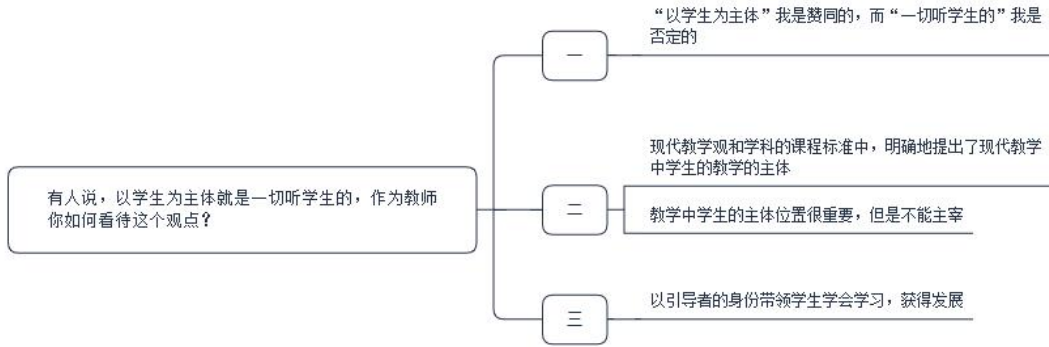 “以学生为主体”我是赞同的，而“一切听学生的”我是
否定的
一
现代教学观和学科的课程标准中，明确地提出了现代教学
中学生的教学的主体
有人说，以学生为主体就是一切听学生的，作为教师
你如何看待这个观点？
二
教学中学生的主体位置很重要，但是不能主宰
以引导者的身份带领学生学会学习，获得发展
三